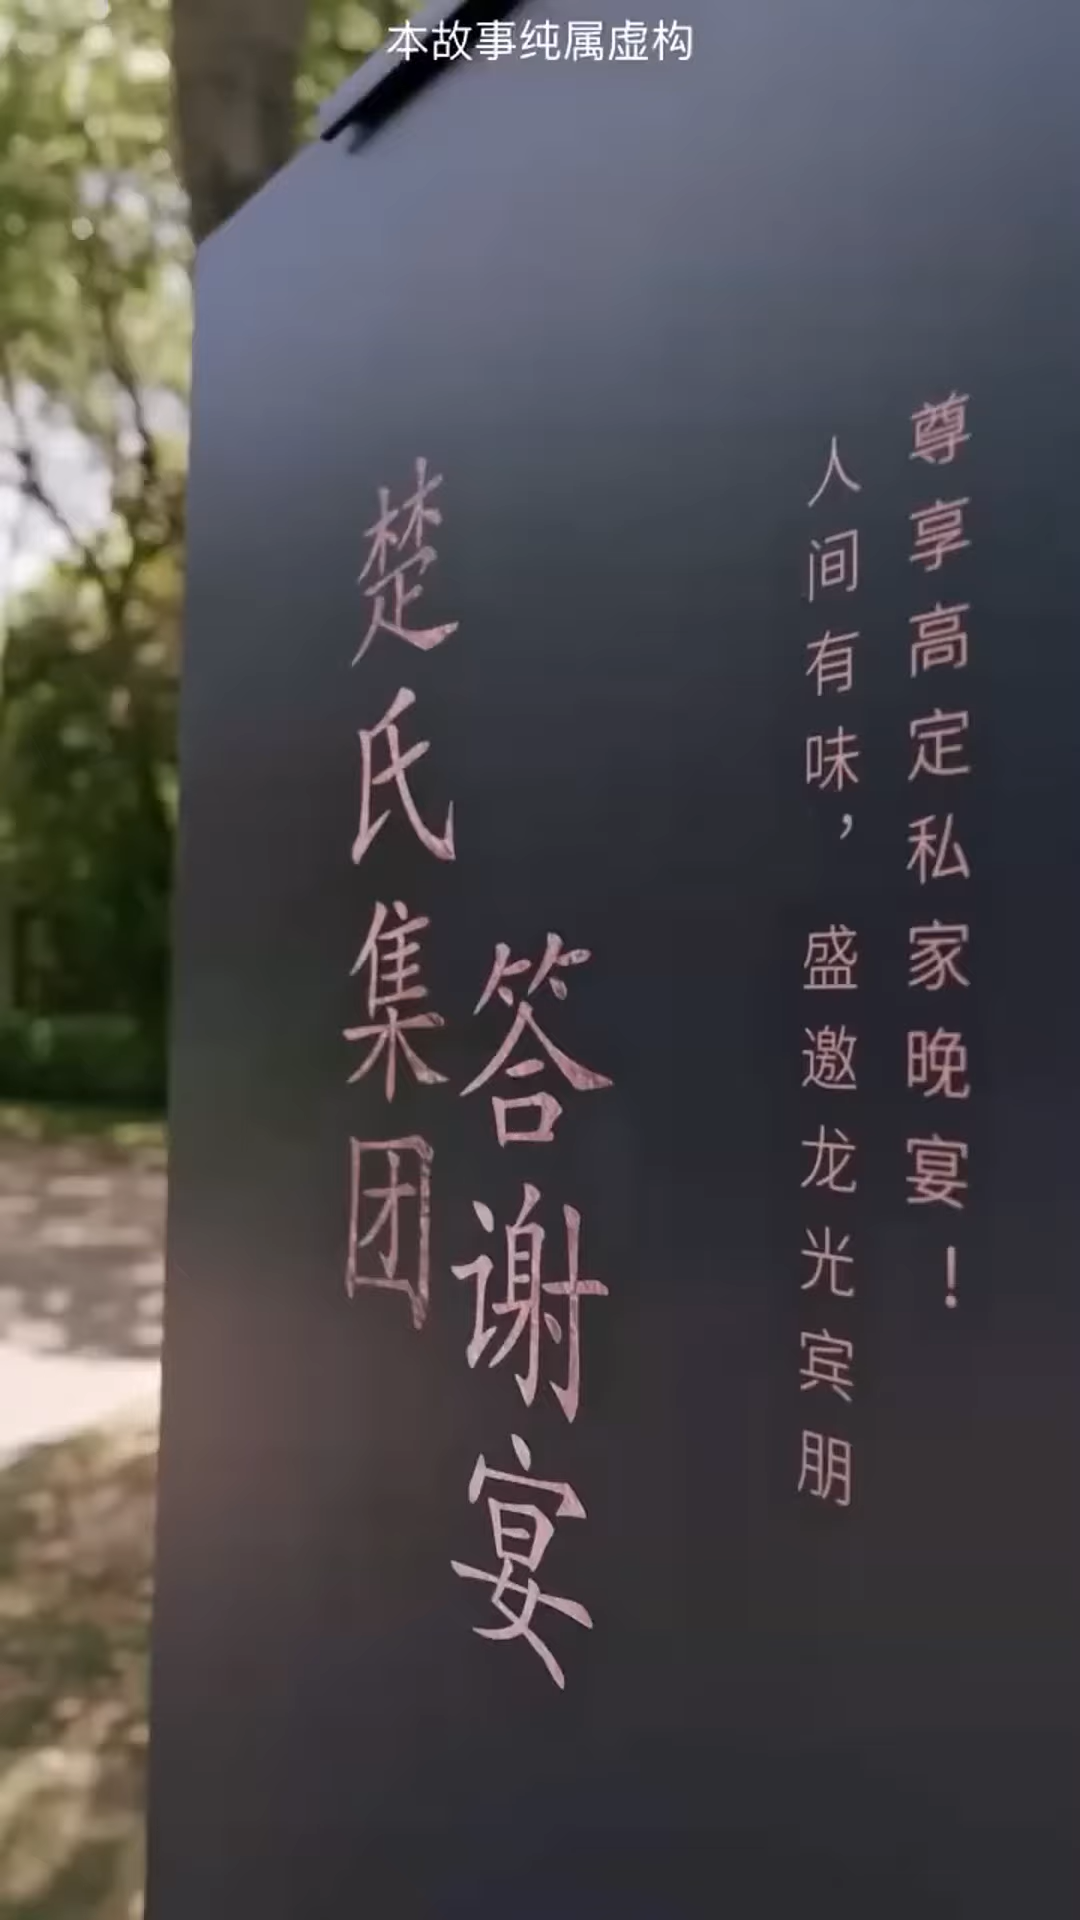 本故事纯属虚构
尊享高定私家晚宴！
人间有味，盛邀龙光宾朋
楚氏集团
答谢宴